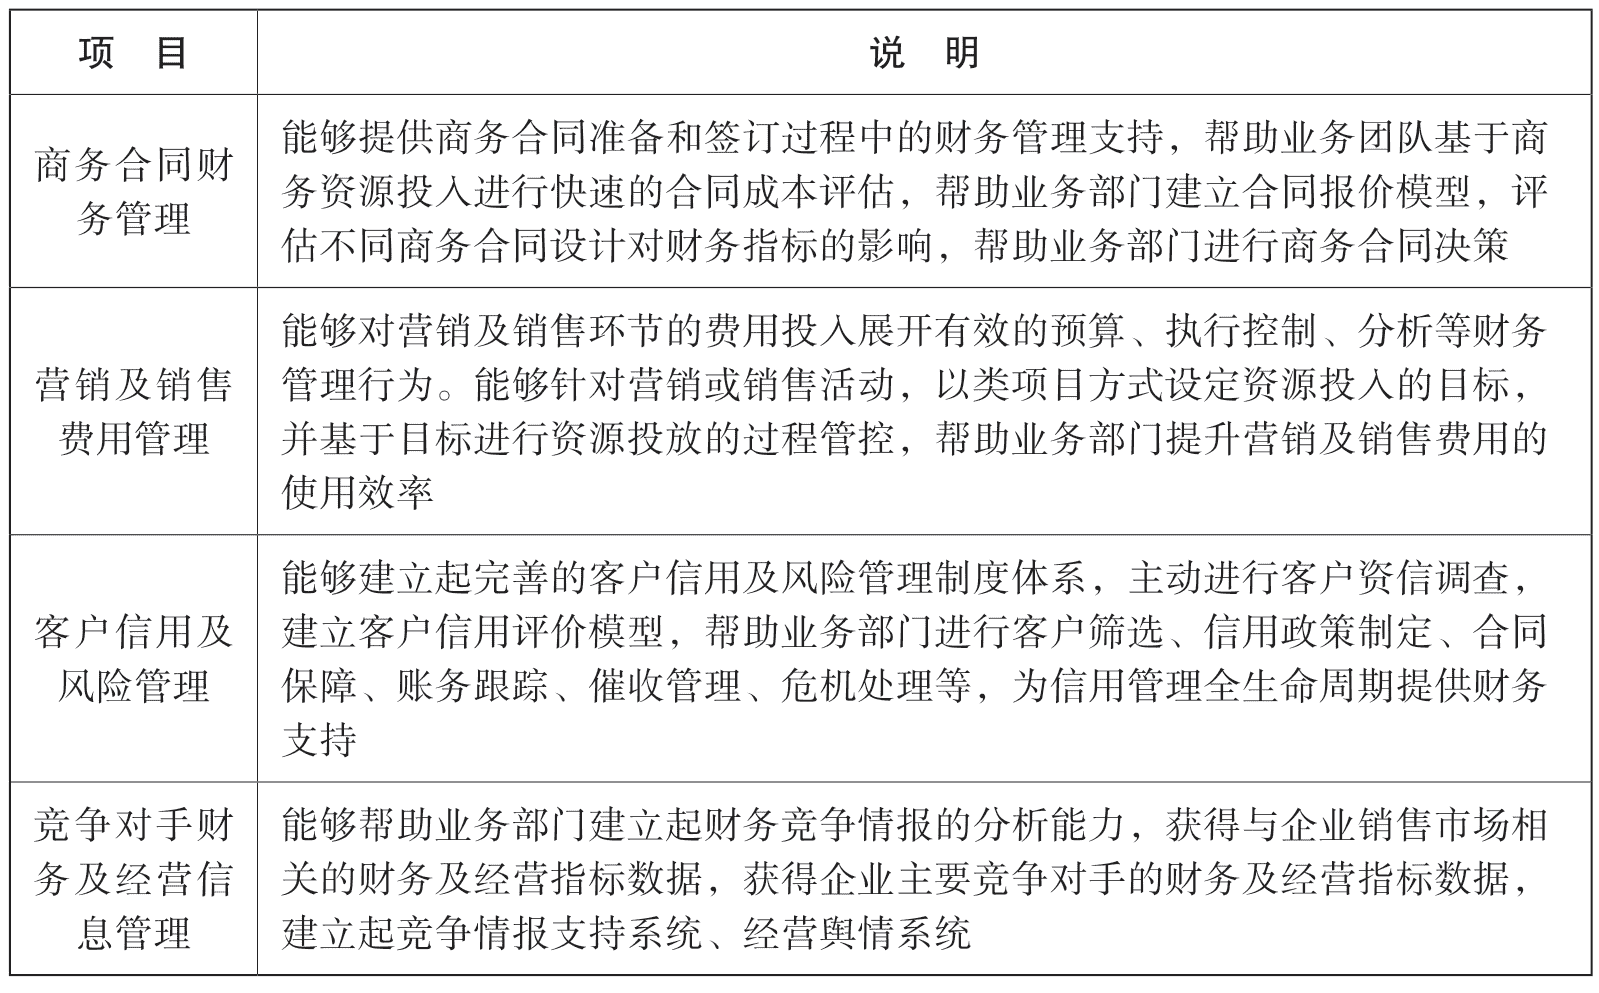 项　目
说　明
商务合同财
务管理
能够提供商务合同准备和签订过程中的财务管理支持，帮助业务团队基于商
务资源投入进行快速的合同成本评估，帮助业务部门建立合同报价模型，评
估不同商务合同设计对财务指标的影响，帮助业务部门进行商务合同决策
营销及销售
费用管理
能够对营销及销售环节的费用投入展开有效的预算、执行控制、分析等财务
管理行为。能够针对营销或销售活动，以类项目方式设定资源投入的目标，
并基于目标进行资源投放的过程管控，帮助业务部门提升营销及销售费用的
使用效率
客户信用及
风险管理
能够建立起完善的客户信用及风险管理制度体系，主动进行客户资信调查，
建立客户信用评价模型，帮助业务部门进行客户筛选、信用政策制定、合同
保障、账务跟踪、催收管理、危机处理等，为信用管理全生命周期提供财务
支持
竞争对手财
务及经营信
息管理
能够帮助业务部门建立起财务竞争情报的分析能力，获得与企业销售市场相
关的财务及经营指标数据，获得企业主要竞争对手的财务及经营指标数据，
建立起竞争情报支持系统、经营舆情系统